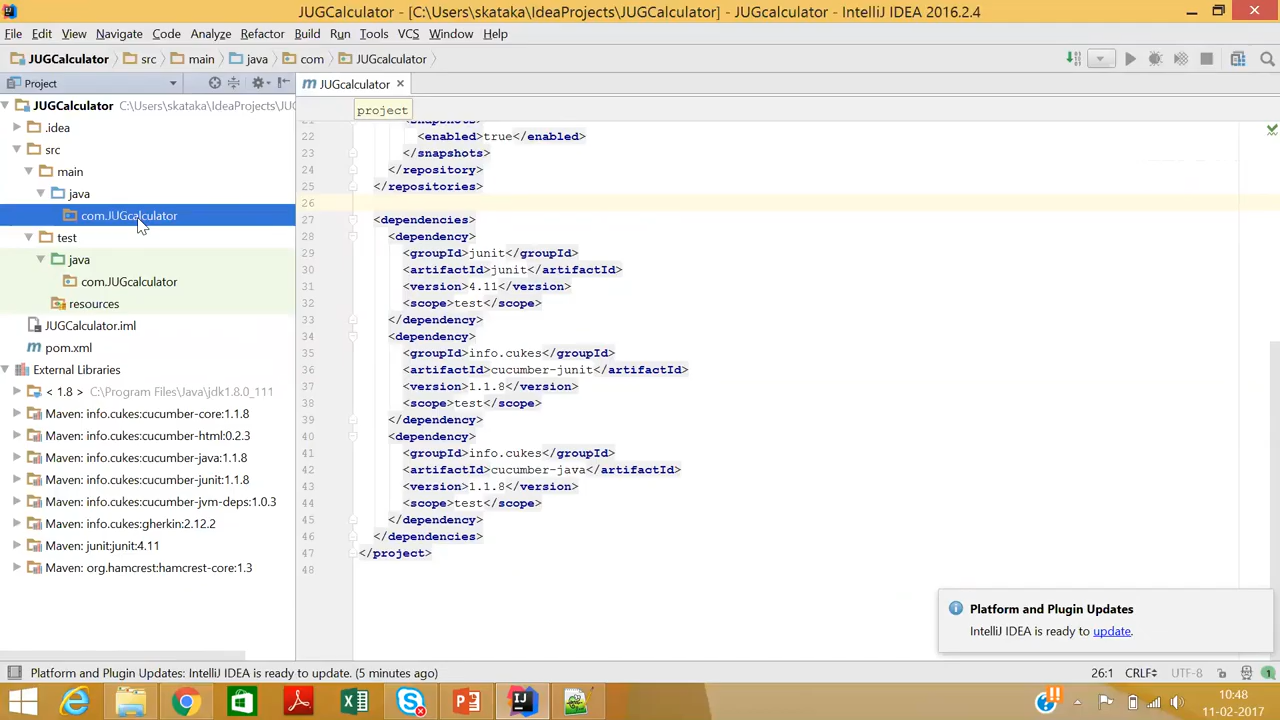 JUGCalculator - [C:\Users\skataka\IdeaProjects\JUGCalculator] - JUGcalculator - IntelliJ IDEA 2016.2.4
File Edit View Navigate Code Analyze Refactor Build Run Tools VCS Window Help
JUGCalculator src main java com JUGcalculator
Project
JUGcalculator
JUGCalculator C:\Users\skataka\IdeaProjects\JUG
.idea
src
main
java
com.JUGcalculator
test
java
com.JUGcalculator
resources
JUGCalculator.iml
pom.xml
External Libraries
< 1.8 > C:\Program Files\Java\jdk1.8.0_111
Maven: info.cukes:cucumber-core:1.1.8
Maven: info.cukes:cucumber-html:0.2.3
Maven: info.cukes:cucumber-java:1.1.8
Maven: info.cukes:cucumber-junit:1.1.8
Maven: info.cukes:cucumber-jvm-deps:1.0.3
Maven: info.cukes:gherkin:2.12.2
Maven: junit:junit:4.11
Maven: org.hamcrest:hamcrest-core:1.3
project
21 <snapshots>
22 <enabled>true</enabled>
23 </snapshots>
24 </repository>
25 </repositories>
26
27 <dependencies>
28 <dependency>
29 <groupId>junit</groupId>
30 <artifactId>junit</artifactId>
31 <version>4.11</version>
32 <scope>test</scope>
33 </dependency>
34 <dependency>
35 <groupId>info.cukes</groupId>
36 <artifactId>cucumber-junit</artifactId>
37 <version>1.1.8</version>
38 <scope>test</scope>
39 </dependency>
40 <dependency>
41 <groupId>info.cukes</groupId>
42 <artifactId>cucumber-java</artifactId>
43 <version>1.1.8</version>
44 <scope>test</scope>
45 </dependency>
46 </dependencies>
47 </project>
48
Platform and Plugin Updates
IntelliJ IDEA is ready to update.
Platform and Plugin Updates: IntelliJ IDEA is ready to update. (5 minutes ago)
26:1 CRLF UTF-8 1
10:48
11-02-2017